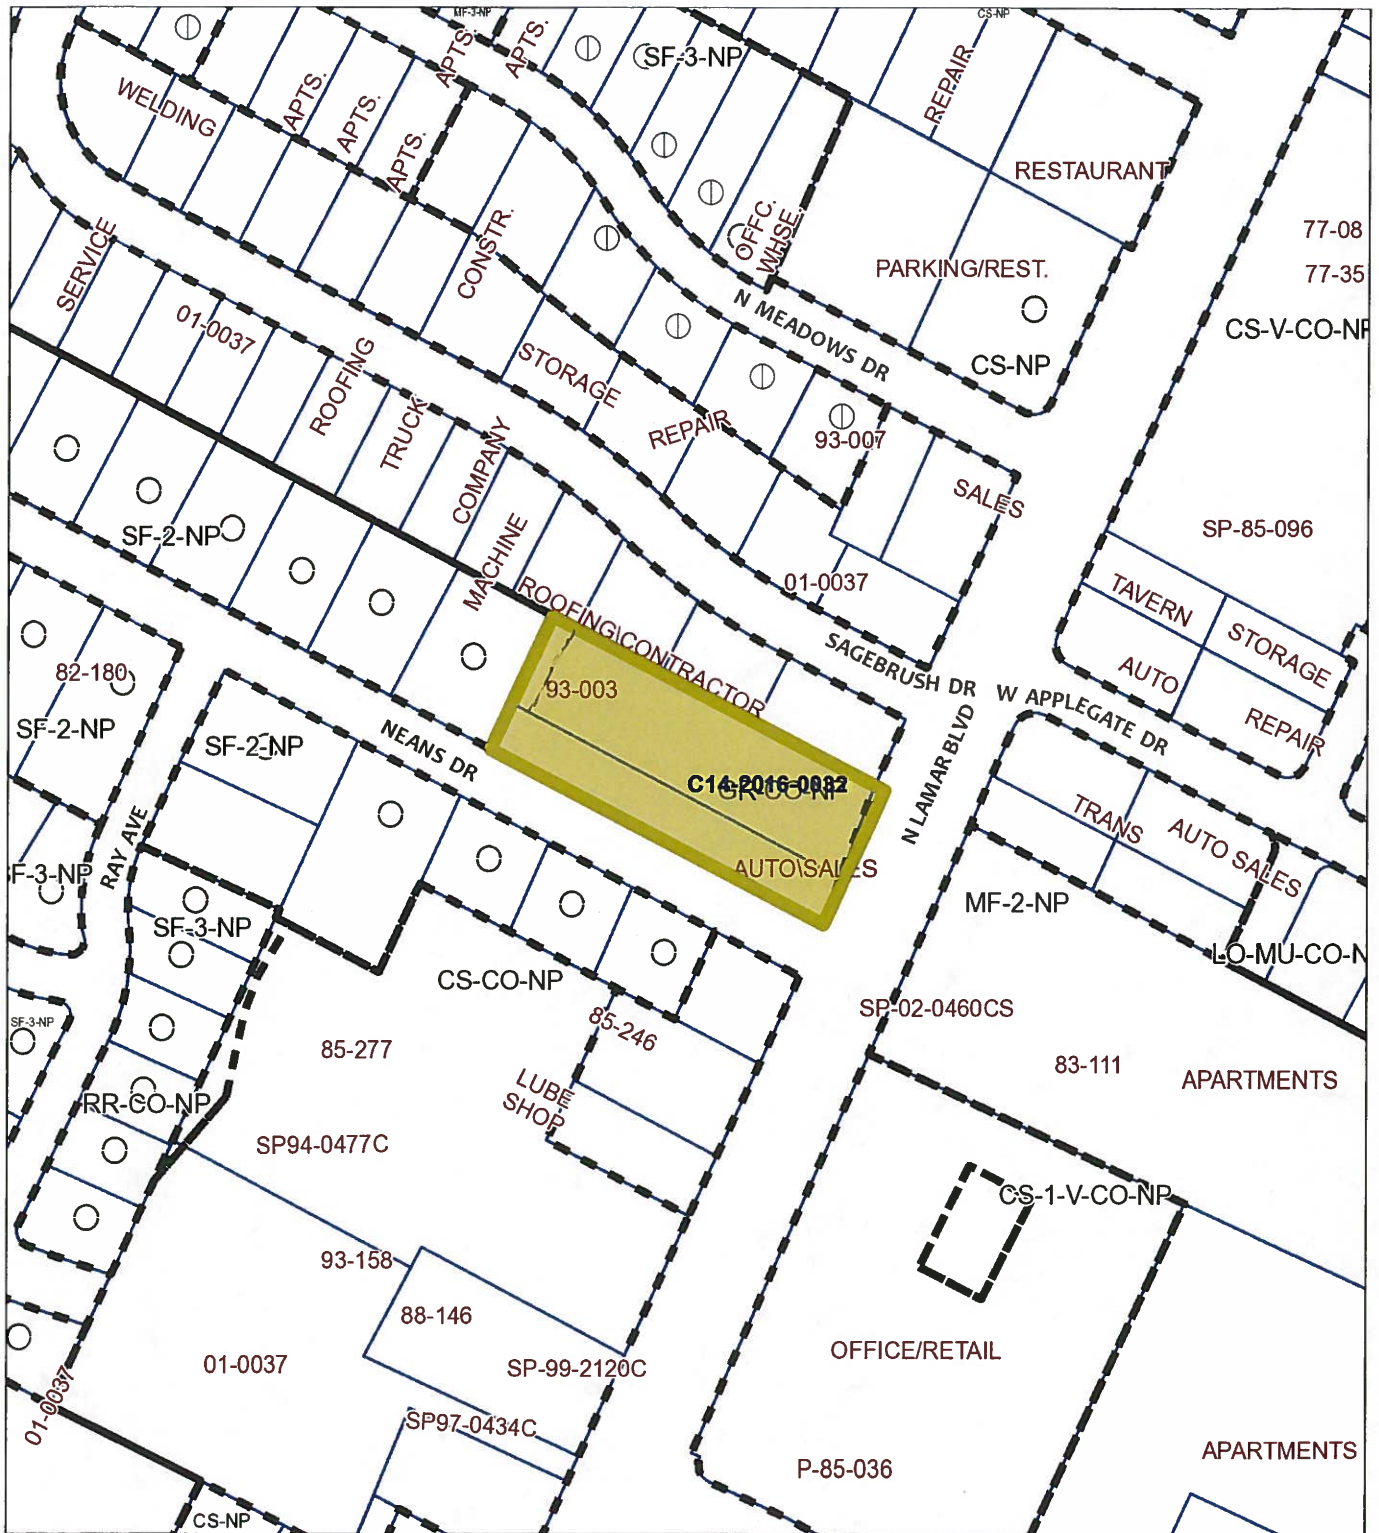 MF-3-NP
CS-NP
SF-3-NP
APTS.
APTS.
REPAIR
WELDING
APTS.
APTS.
APTS.
RESTAURANT
OFFC.
WHSE.
77-08
77-35
CONSTR.
SERVICE
PARKING/REST.
N MEADOWS DR
CS-V-CO-NP
01-0037
CS-NP
ROOFING
STORAGE
TRUCK
REPAIR
93-007
COMPANY
SALES
SF-2-NP
SP-85-096
MACHINE
01-0037
TAVERN
STORAGE
ROOFING\CONTRACTOR
SAGEBRUSH DR
W APPLEGATE DR
AUTO
REPAIR
82-180
93-003
SF-2-NP
SF-2-NP
NEANS DR
N LAMAR BLVD
C14-2016-0032
GR-CO-NP
TRANS
AUTO SALES
RAY AVE
F-3-NP
AUTO\SALES
MF-2-NP
SF-3-NP
LO-MU-CO-N
CS-CO-NP
SP-02-0460CS
SF-3-NP
85-246
85-277
83-111
APARTMENTS
LUBE
SHOP
RR-CO-NP
SP94-0477C
CS-1-V-CO-NP
93-158
88-146
OFFICE/RETAIL
01-0037
SP-99-2120C
01-0037
SP97-0434C
APARTMENTS
P-85-036
CS-NP